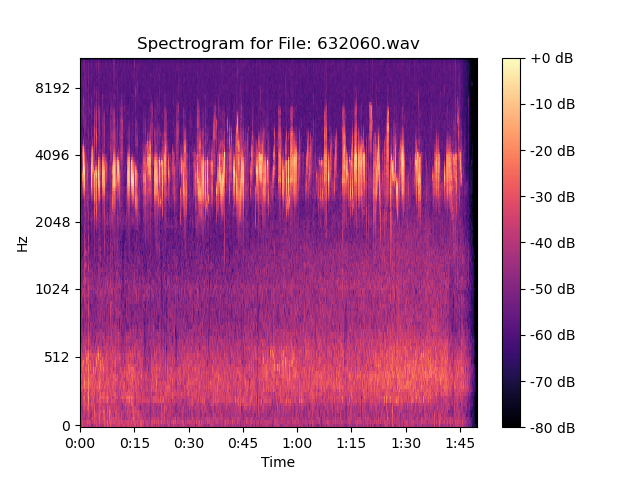 Spectrogram for File: 632060.wav
8192
4096
2048
1024
512
0
Hz
0:00 0:15 0:30 0:45 1:00 1:15 1:30 1:45
Time
+0 dB
-10 dB
-20 dB
-30 dB
-40 dB
-50 dB
-60 dB
-70 dB
-80 dB